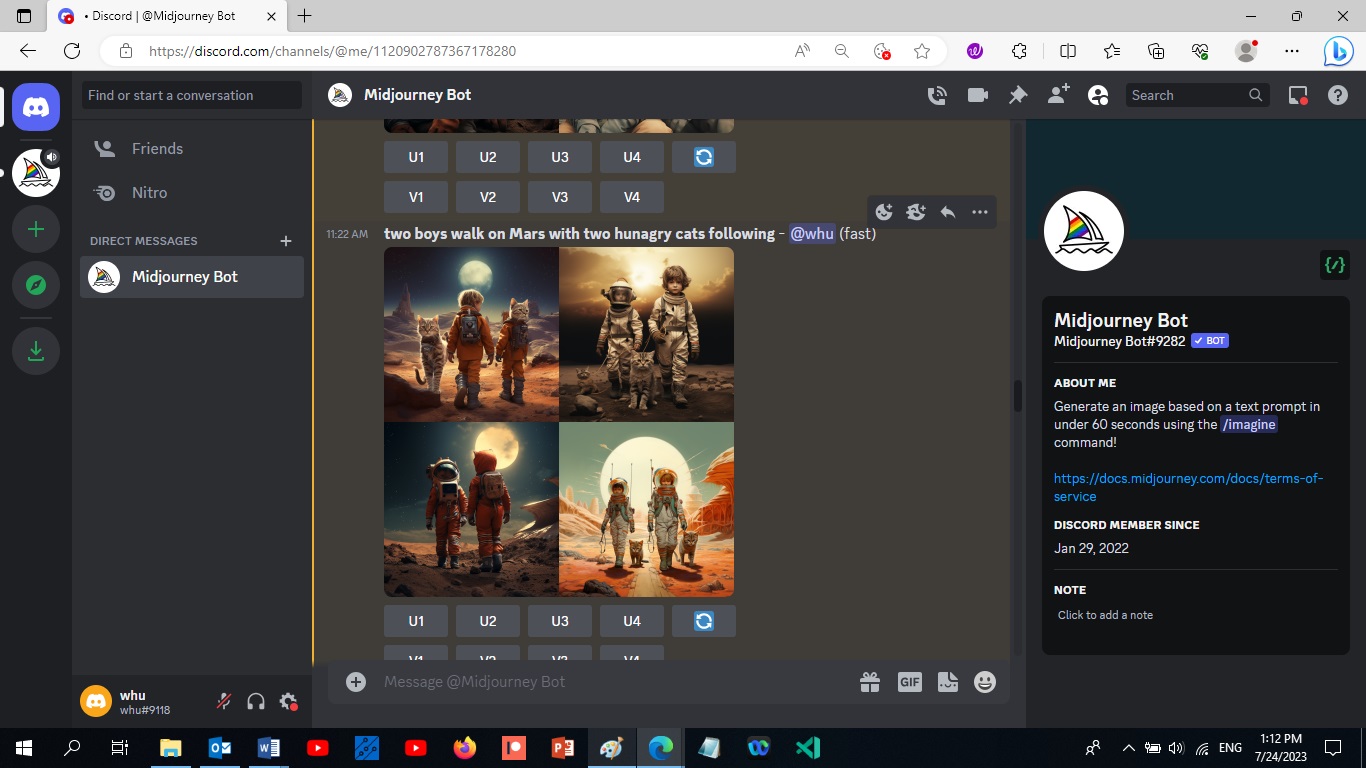 • Discord | @Midjourney Bot
https://discord.com/channels/@me/1120902787367178280
Find or start a conversation
Midjourney Bot
Search
Friends
Nitro
DIRECT MESSAGES
Midjourney Bot
U1 U2 U3 U4
V1 V2 V3 V4
11:22 AM two boys walk on Mars with two hunagry cats following - @whu (fast)
U1 U2 U3 U4
V1 V2 V3 V4
Message @Midjourney Bot
GIF
whu
whu#9118
Midjourney Bot
Midjourney Bot#9282 ✓ BOT
ABOUT ME
Generate an image based on a text prompt in
under 60 seconds using the /imagine
command!
https://docs.midjourney.com/docs/terms-of-
service
DISCORD MEMBER SINCE
Jan 29, 2022
NOTE
Click to add a note
ENG
1:12 PM
7/24/2023